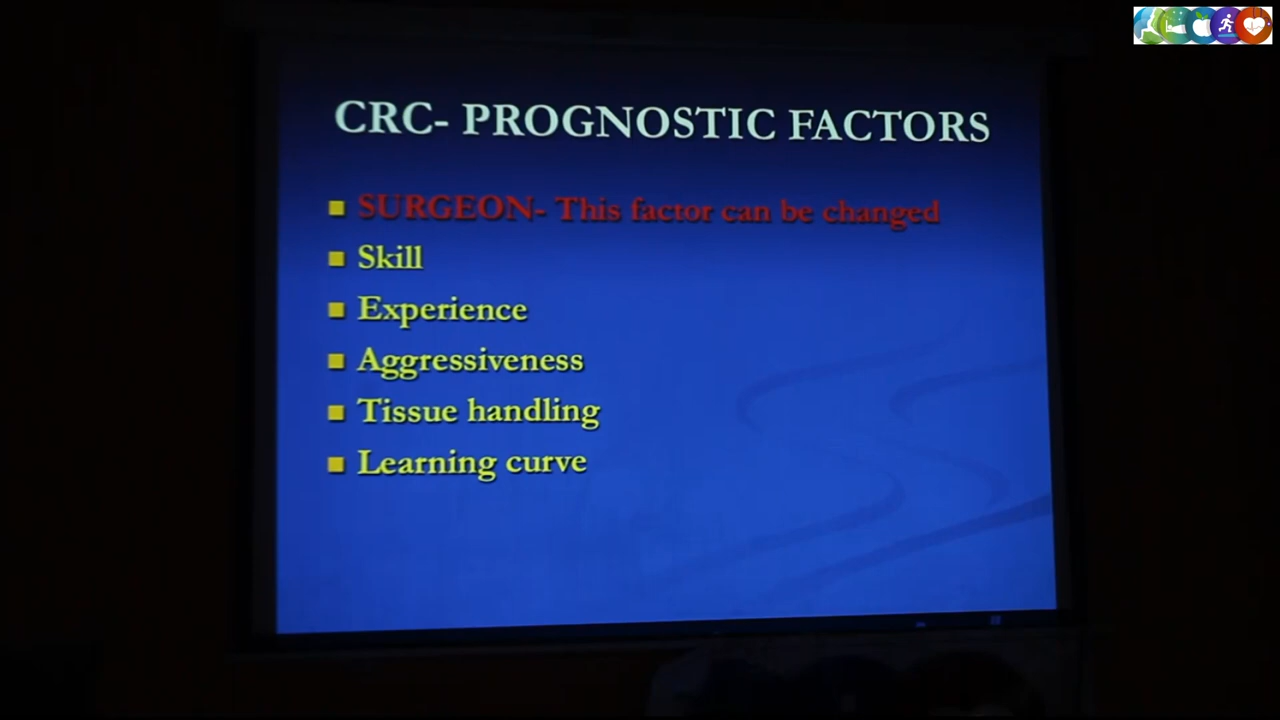 CRC- PROGNOSTIC FACTORS
SURGEON- This factor can be changed
Skill
Experience
Aggressiveness
Tissue handling
Learning curve